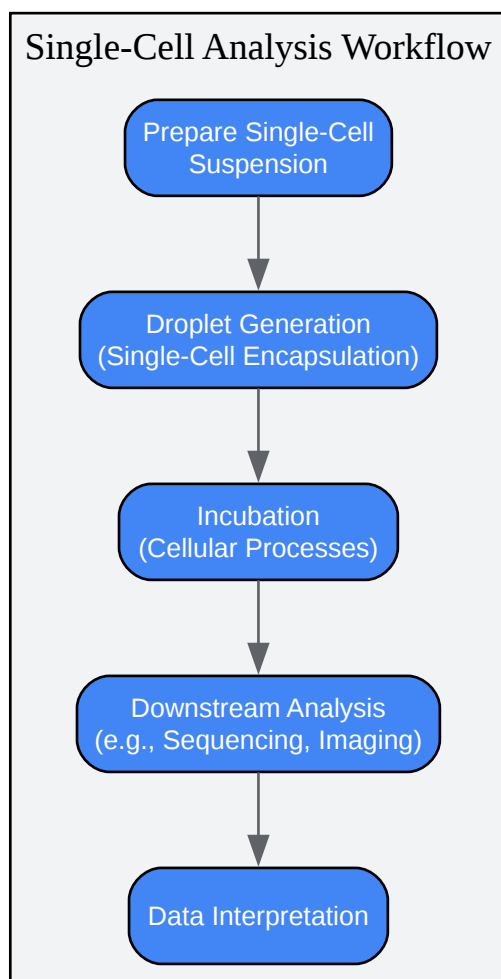 Single-Cell Analysis Workflow
Prepare Single-Cell
Suspension
Droplet Generation
(Single-Cell Encapsulation)
Incubation
(Cellular Processes)
Downstream Analysis
(e.g., Sequencing, Imaging)
Data Interpretation